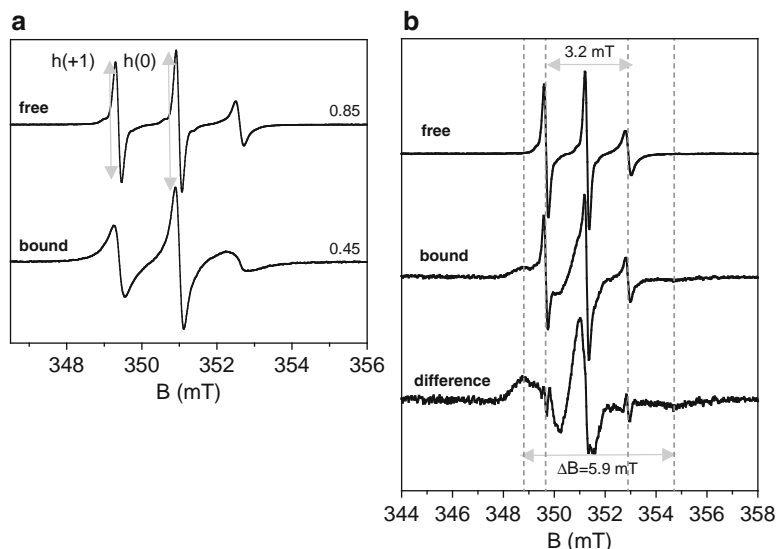 a
h(+1) h(0)
free
0.85
bound
0.45
348 350 352 354 356
B (mT)
b
3.2 mT
free
bound
difference
ΔB=5.9 mT
344 346 348 350 352 354 356 358
B (mT)